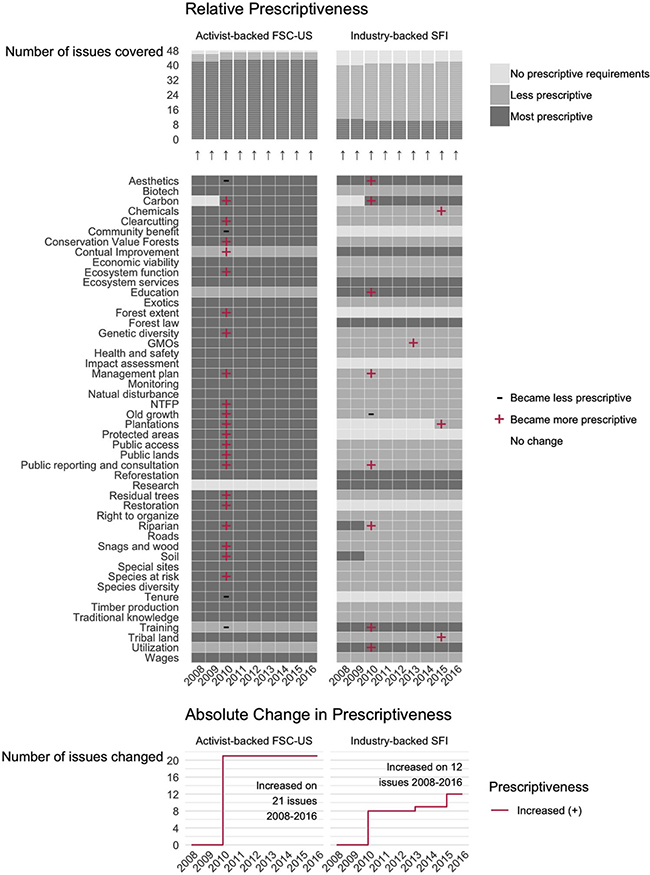 Relative Prescriptiveness
Activist-backed FSC-US
Industry-backed SFI
Number of issues covered
48
40
32
24
16
8
0
No prescriptive requirements
Less prescriptive
Most prescriptive
↑ ↑ ↑ ↑ ↑ ↑ ↑ ↑ ↑
↑ ↑ ↑ ↑ ↑ ↑ ↑ ↑ ↑
Aesthetics
Biotech
Carbon
Chemicals
Clearcutting
Community benefit
Conservation Value Forests
Contual Improvement
Economic viability
Ecosystem function
Ecosystem services
Education
Exotics
Forest extent
Forest law
Genetic diversity
GMOs
Health and safety
Impact assessment
Management plan
Monitoring
Natual disturbance
NTFP
Old growth
Plantations
Protected areas
Public access
Public lands
Public reporting and consultation
Reforestation
Research
Residual trees
Restoration
Right to organize
Riparian
Roads
Snags and wood
Soil
Special sites
Species at risk
Species diversity
Tenure
Timber production
Traditional knowledge
Training
Tribal land
Utilization
Wages
2008 2009 2010 2011 2012 2013 2014 2015 2016
2008 2009 2010 2011 2012 2013 2014 2015 2016
- Became less prescriptive
+ Became more prescriptive
No change
Absolute Change in Prescriptiveness
Activist-backed FSC-US
Industry-backed SFI
Number of issues changed
20
16
12
8
4
0
Increased on
21 issues
2008-2016
Increased on 12
issues 2008-2016
Prescriptiveness
Increased (+)
2008 2009 2010 2011 2012 2013 2014 2015 2016
2008 2009 2010 2011 2012 2013 2014 2015 2016